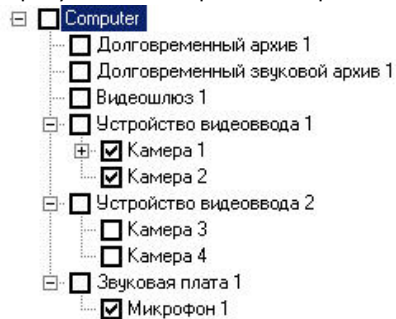 Computer
Долговременный архив 1
Долговременный звуковой архив 1
Видеошлюз 1
Устройство видеоввода 1
Камера 1
Камера 2
Устройство видеоввода 2
Камера 3
Камера 4
Звуковая плата 1
Микрофон 1